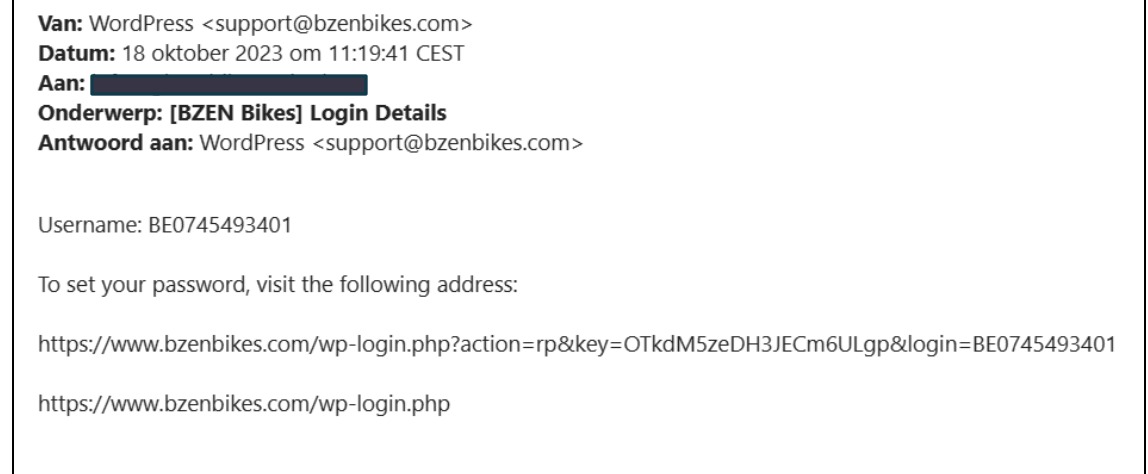 Van: WordPress <support@bzenbikes.com>
Datum: 18 oktober 2023 om 11:19:41 CEST
Aan:
Onderwerp: [BZEN Bikes] Login Details
Antwoord aan: WordPress <support@bzenbikes.com>
Username: BE0745493401
To set your password, visit the following address:
https://www.bzenbikes.com/wp-login.php?action=rp&key=OTkdM5zeDH3JECm6ULgp&login=BE0745493401
https://www.bzenbikes.com/wp-login.php